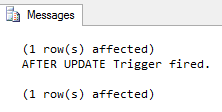 Messages
(1 row(s) affected)
AFTER UPDATE Trigger fired.
(1 row(s) affected)